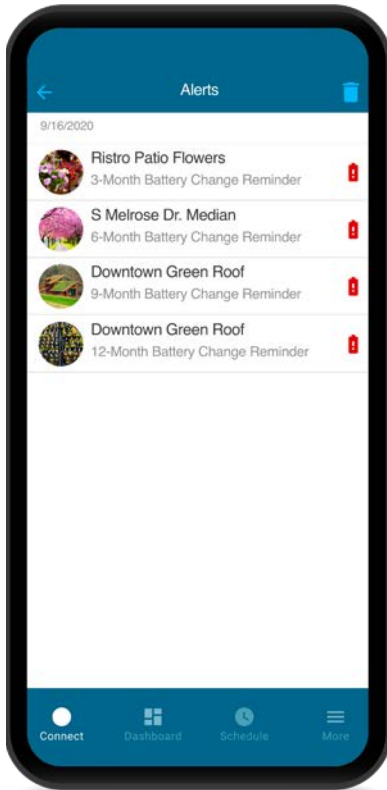 Alerts
9/16/2020
Ristro Patio Flowers
3-Month Battery Change Reminder
S Melrose Dr. Median
6-Month Battery Change Reminder
Downtown Green Roof
9-Month Battery Change Reminder
Downtown Green Roof
12-Month Battery Change Reminder
Connect
Dashboard
Schedule
More